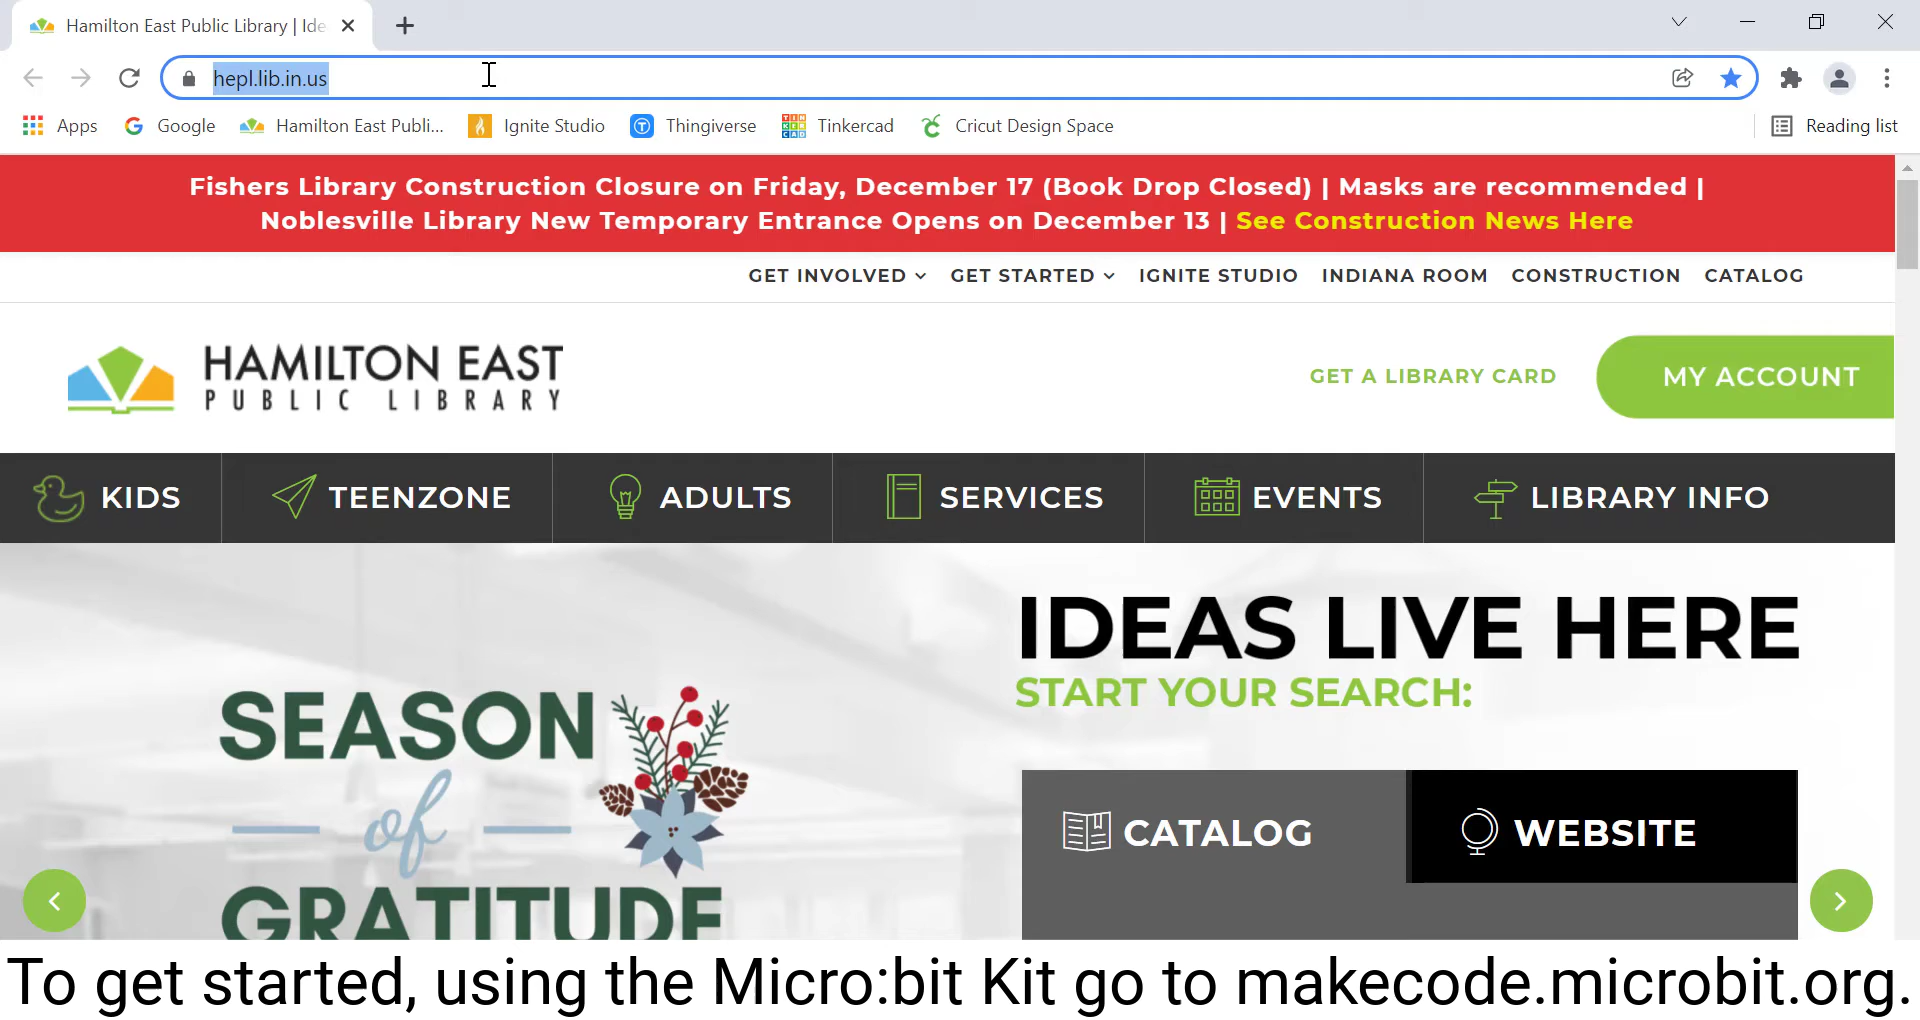 Hamilton East Public Library | Ide
hepl.lib.in.us
Apps
Google
Hamilton East Publi...
Ignite Studio
Thingiverse
Tinkercad
Cricut Design Space
Reading list
Fishers Library Construction Closure on Friday, December 17 (Book Drop Closed) | Masks are recommended |
Noblesville Library New Temporary Entrance Opens on December 13 | See Construction News Here
GET INVOLVED
GET STARTED
IGNITE STUDIO
INDIANA ROOM
CONSTRUCTION
CATALOG
HAMILTON EAST
PUBLIC LIBRARY
GET A LIBRARY CARD
MY ACCOUNT
KIDS
TEENZONE
ADULTS
SERVICES
EVENTS
LIBRARY INFO
IDEAS LIVE HERE
START YOUR SEARCH:
SEASON
of
GRATITUDE
CATALOG
WEBSITE
To get started, using the Micro:bit Kit go to makecode.microbit.org.